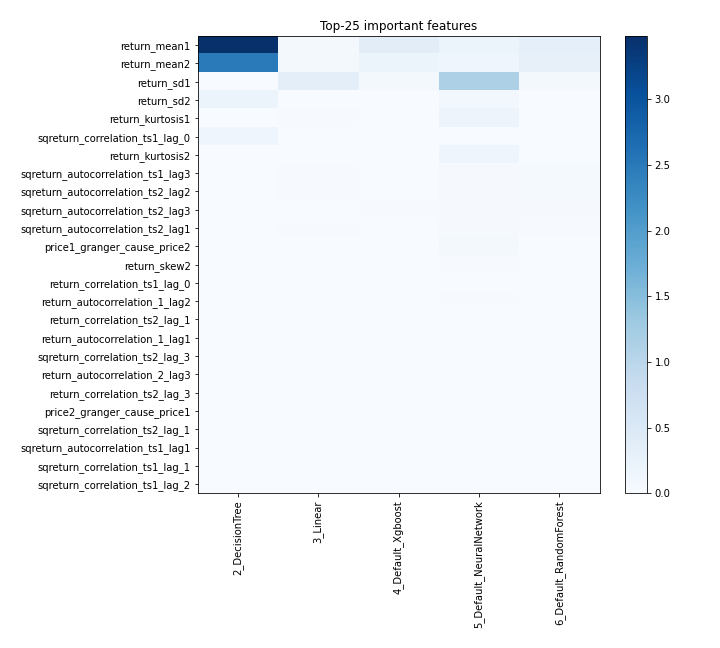 Top-25 important features
return_mean1
return_mean2
return_sd1
return_sd2
return_kurtosis1
sqreturn_correlation_ts1_lag_0
return_kurtosis2
sqreturn_autocorrelation_ts1_lag3
sqreturn_autocorrelation_ts2_lag2
sqreturn_autocorrelation_ts2_lag3
sqreturn_autocorrelation_ts2_lag1
price1_granger_cause_price2
return_skew2
return_correlation_ts1_lag_0
return_autocorrelation_1_lag2
return_correlation_ts2_lag_1
return_autocorrelation_1_lag1
sqreturn_correlation_ts2_lag_3
return_autocorrelation_2_lag3
return_correlation_ts2_lag_3
price2_granger_cause_price1
sqreturn_correlation_ts2_lag_1
sqreturn_autocorrelation_ts1_lag1
sqreturn_correlation_ts1_lag_1
sqreturn_correlation_ts1_lag_2
2_DecisionTree
3_Linear
4_Default_Xgboost
5_Default_NeuralNetwork
6_Default_RandomForest
3.0
2.5
2.0
1.5
1.0
0.5
0.0